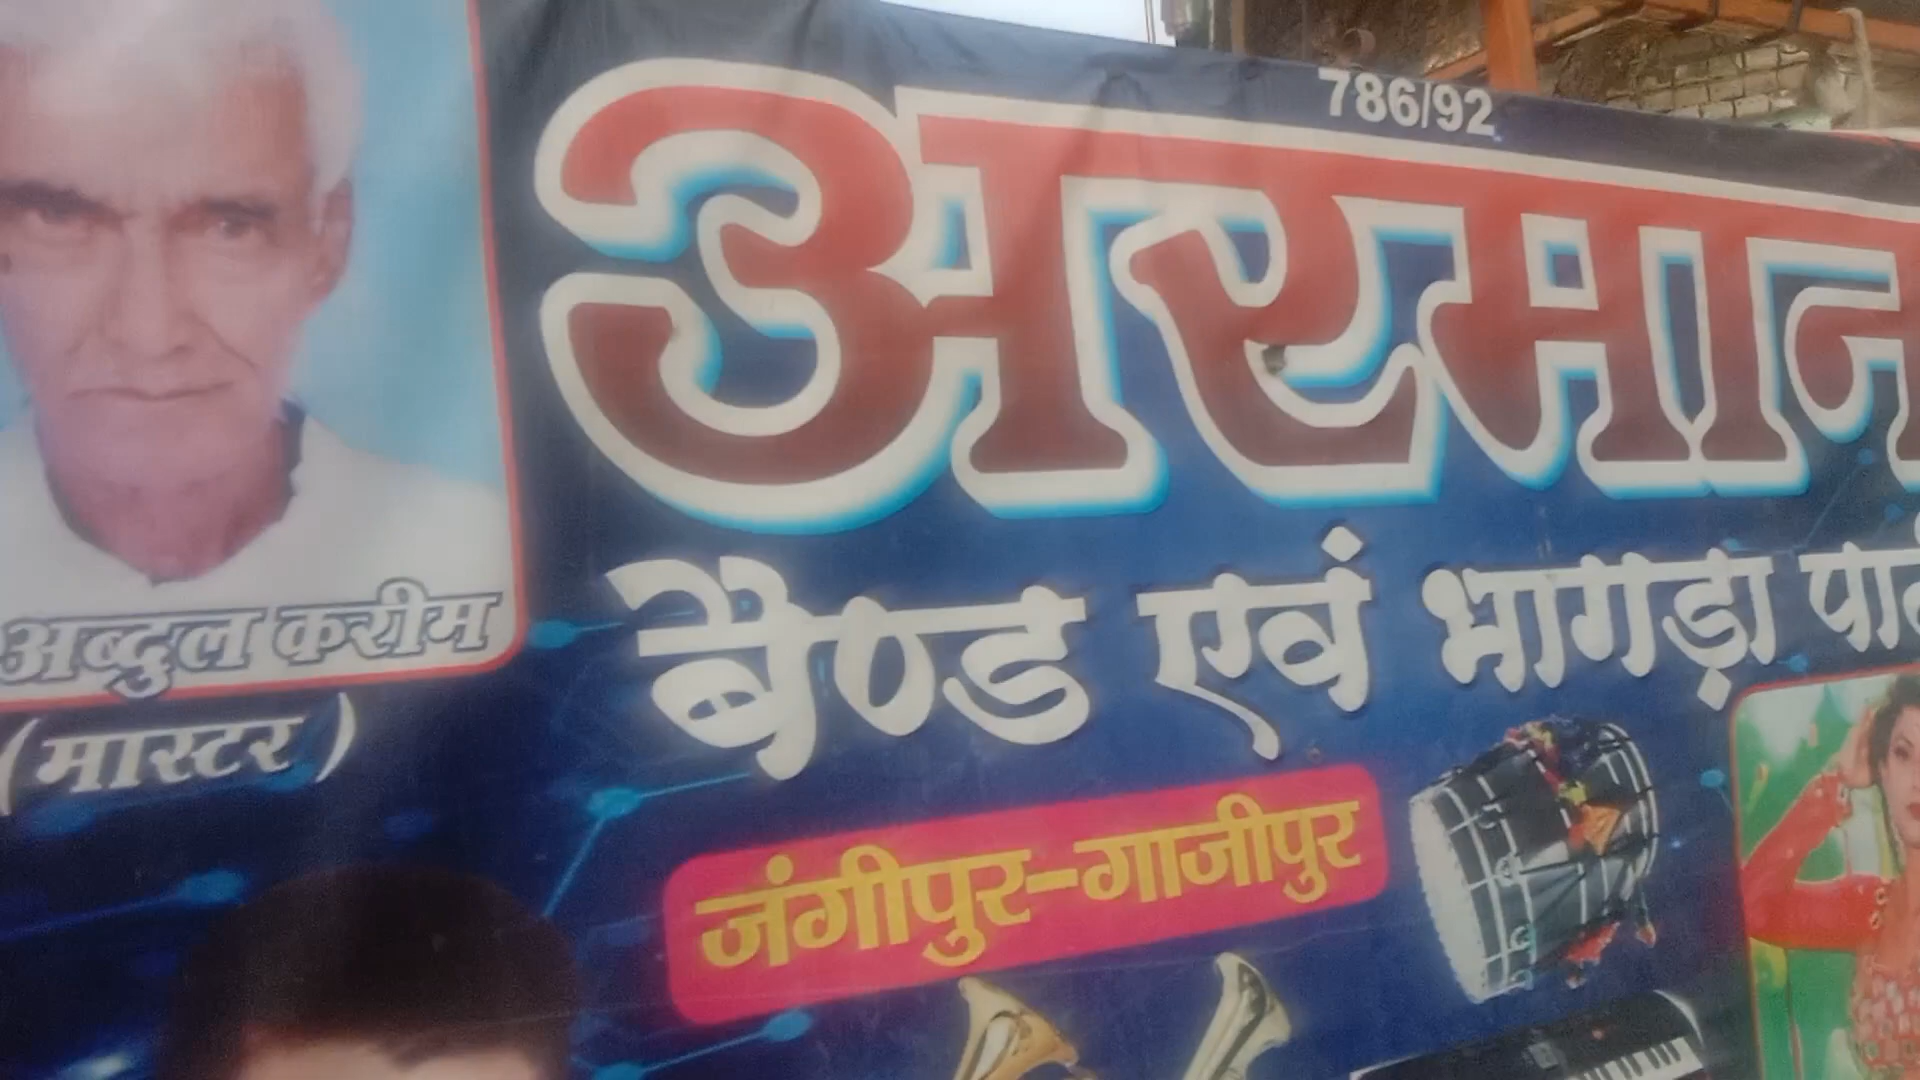 786/92
अरमान
बैण्ड एवं भागड़ा
अब्दुल करीम
(मास्टर)
जंगीपुर-गाजीपुर